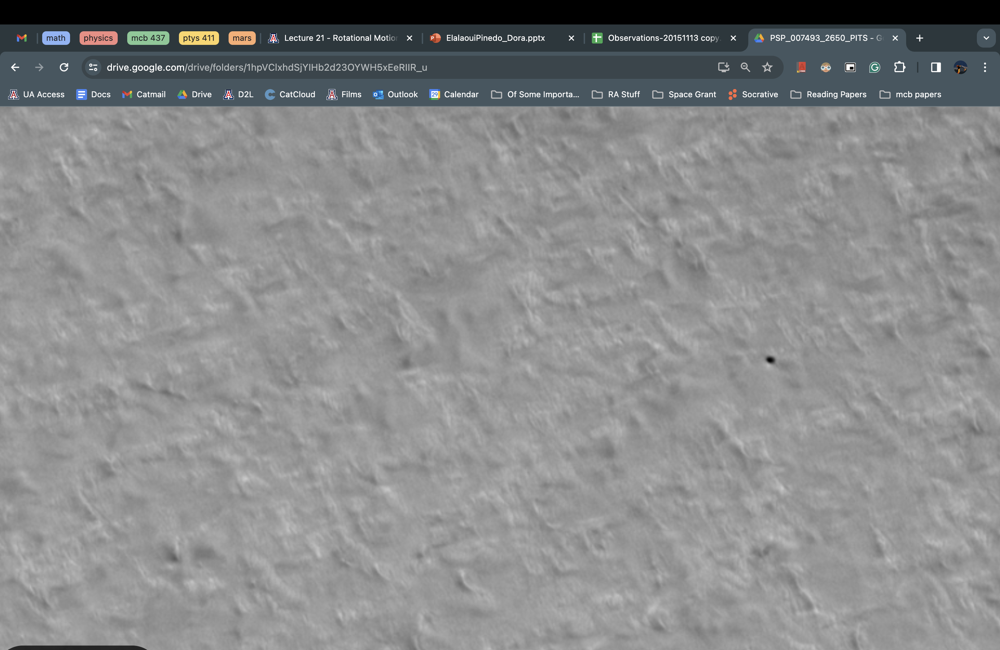 math physics mcb 437 ptys 411 mars Lecture 21 - Rotational Motion ElalaouiPinedo_Dora.pptx Observations-20151113 copy. PSP_007493_2650_PITS - G
drive.google.com/drive/folders/1hpVClxhdSjYIHb2d23OYWH5xEeRlIR_u
UA Access Docs Catmail Drive D2L CatCloud Films Outlook 29 Calendar Of Some Importa... RA Stuff Space Grant Socrative Reading Papers mcb papers